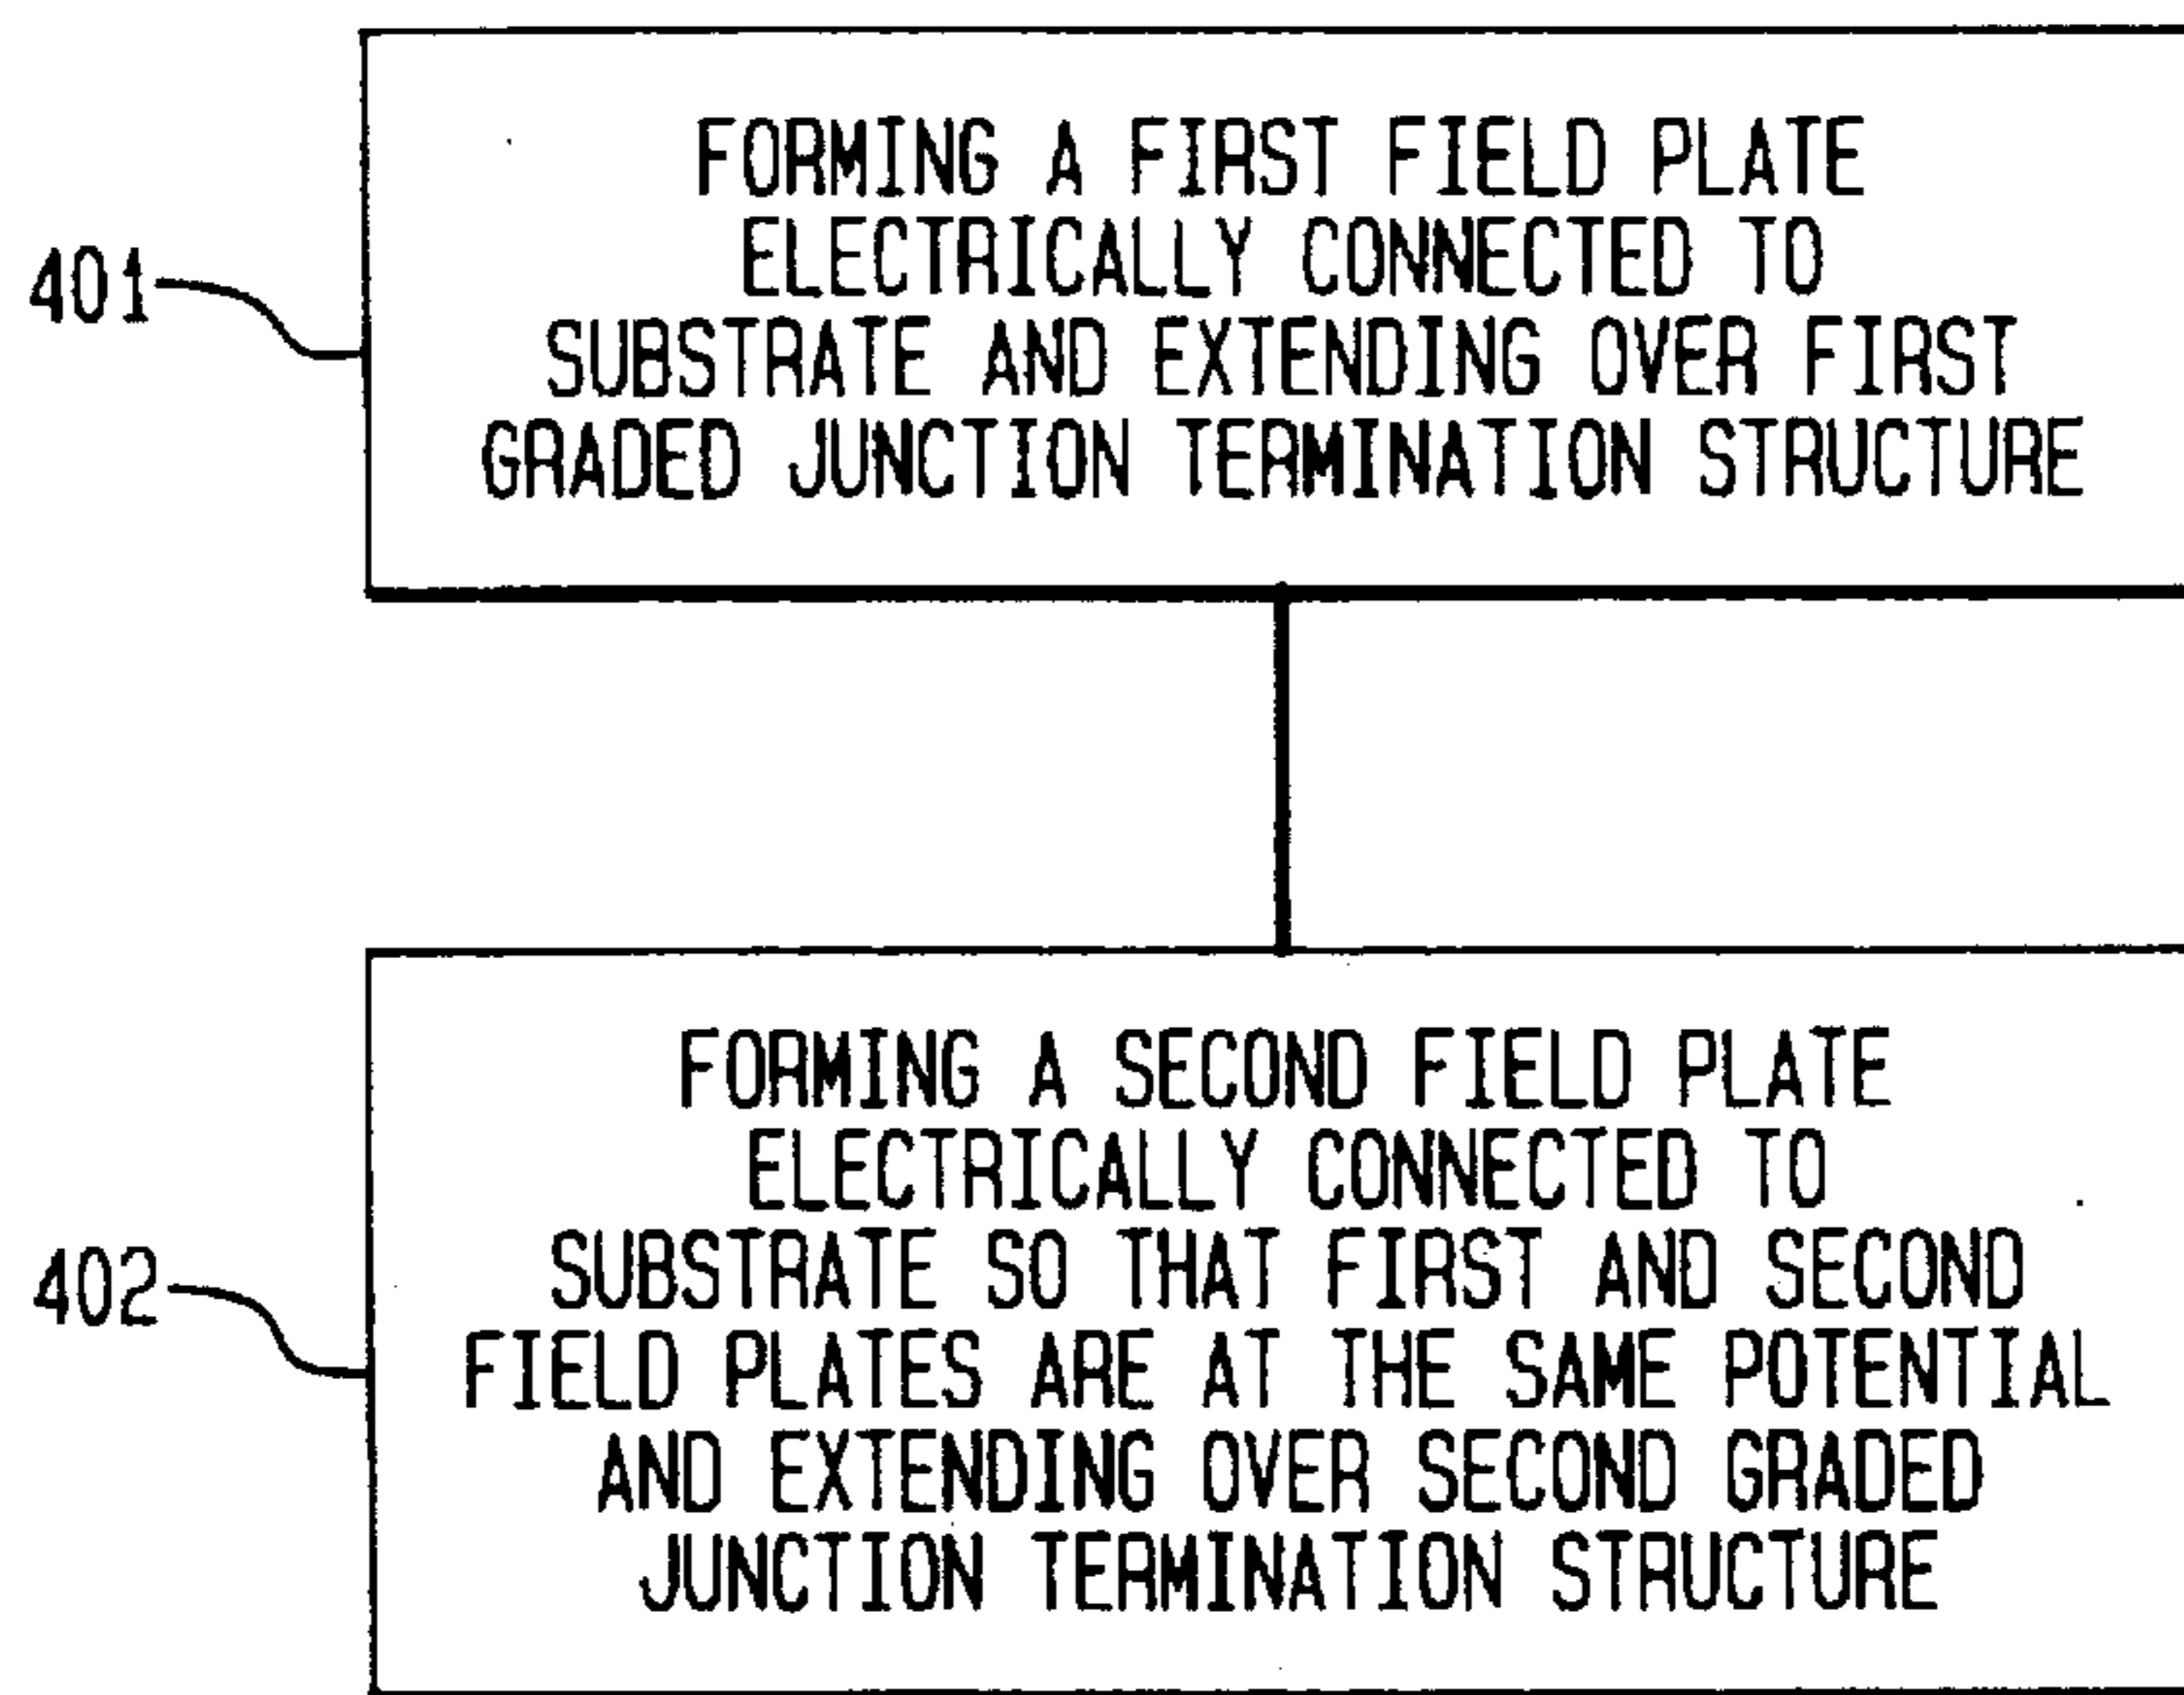 FORMING A FIRST FIELD PLATE
ELECTRICALLY CONNECTED TO
SUBSTRATE AND EXTENDING OVER FIRST
GRADED JUNCTION TERMINATION STRUCTURE
401
FORMING A SECOND FIELD PLATE
ELECTRICALLY CONNECTED TO
SUBSTRATE SO THAT FIRST AND SECOND
FIELD PLATES ARE AT THE SAME POTENTIAL
AND EXTENDING OVER SECOND GRADED
JUNCTION TERMINATION STRUCTURE
402